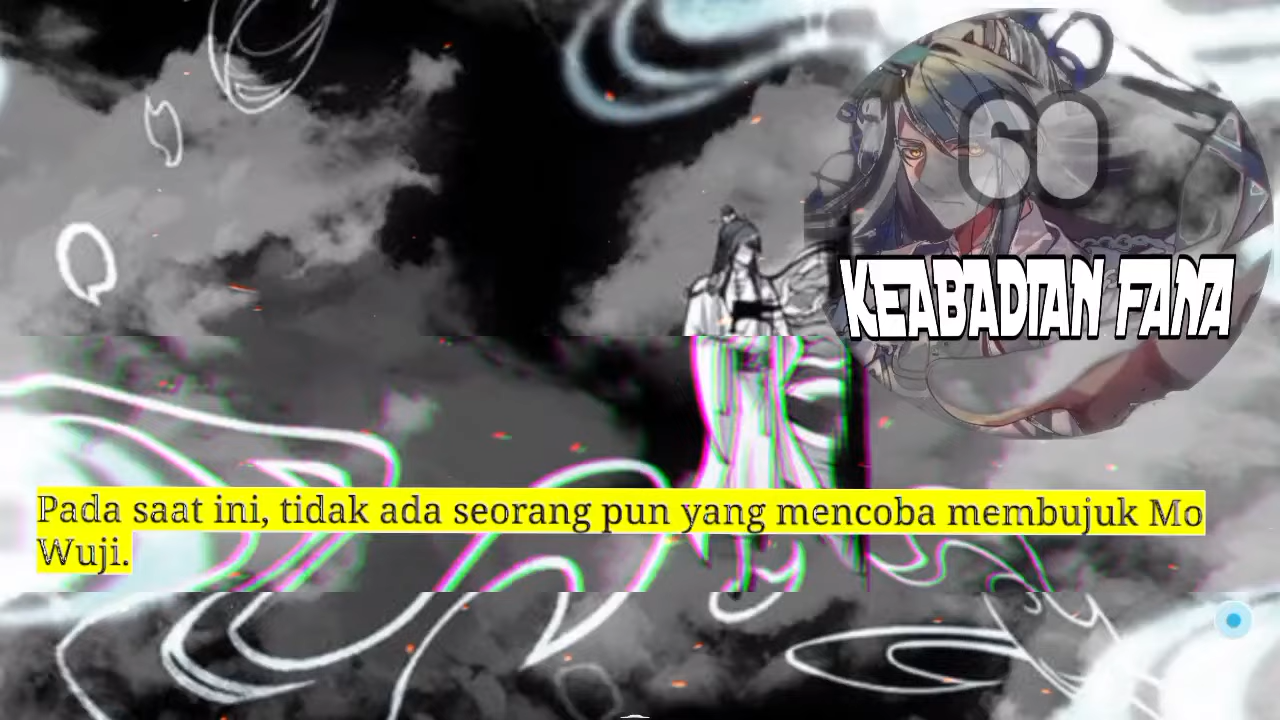 60
KEABADIAN FANA
Pada saat ini, tidak ada seorang pun yang mencoba membujuk Mo
Wuji.